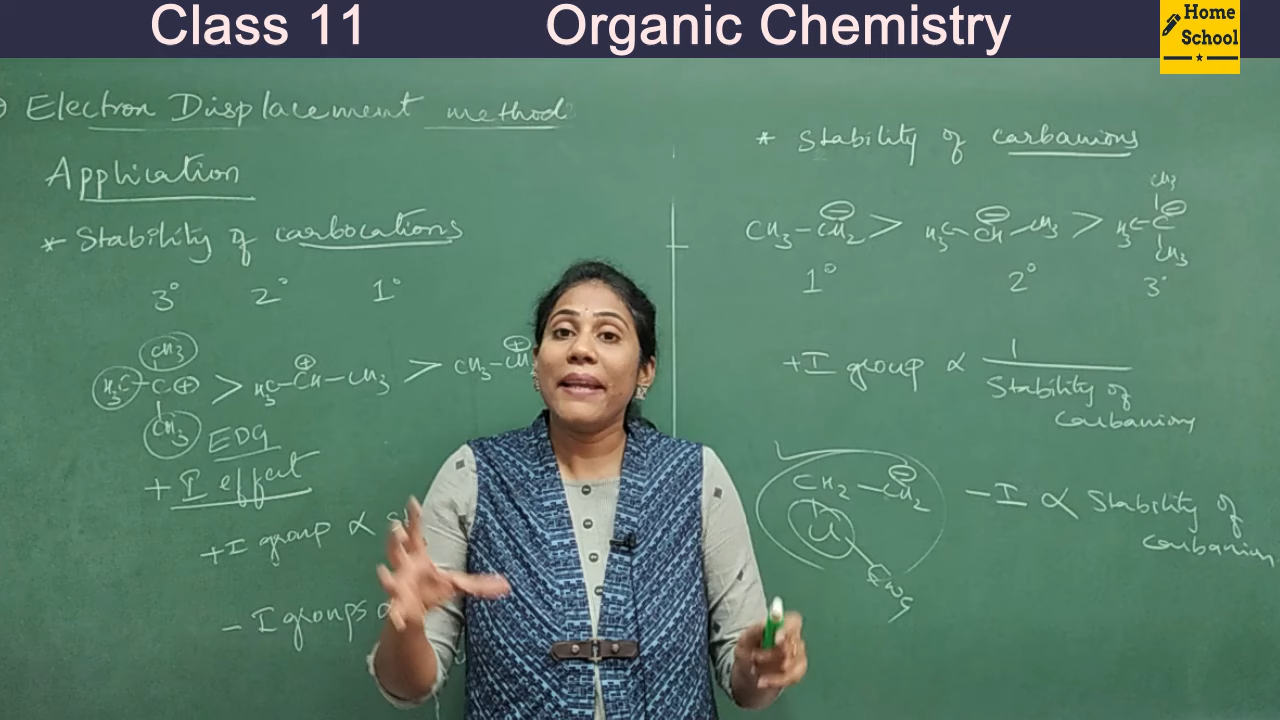 Class 11 Organic Chemistry
Home
School
Electron Displacement method
Application
* Stability of carbocations
3° 2° 1°
CH3
H3C - C ⊕ > H3C - CH - CH3 > CH3 - CH
⊕
⊕
CH3
EDG
+ I effect
+ I group ∝
- I groups
* Stability of carbanions
CH3
CH3 - CH2 > H3C - CH - CH3 > H3C - C
⊖
⊖
⊖
CH3
1° 2° 3°
+ I group ∝ 1
Stability of
Carbanions
CH2 - CH2
⊖
Cl
EWG
- I ∝ Stability of
Carbanion